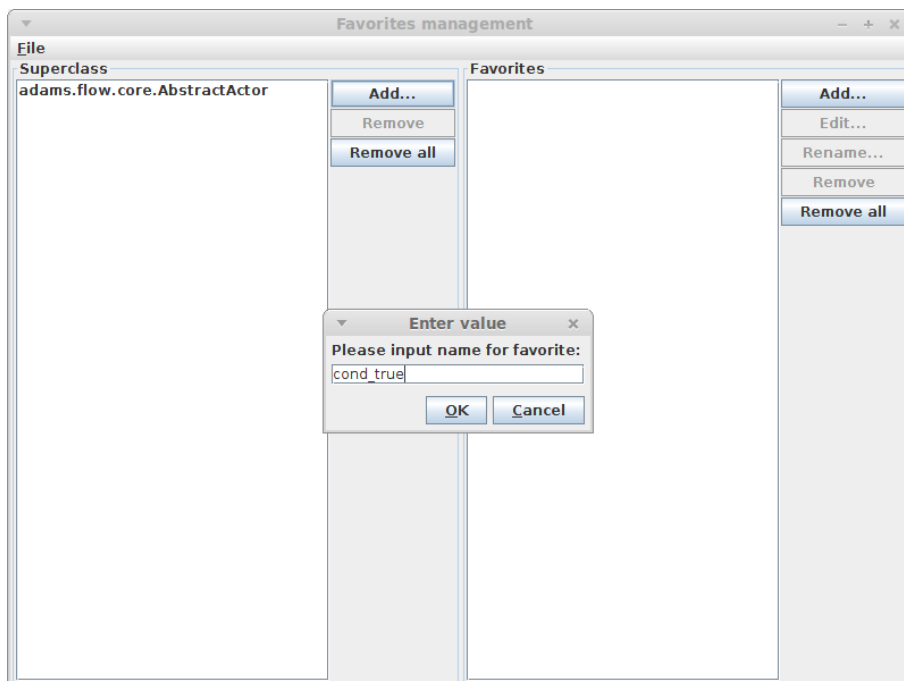 Favorites management
File
Superclass
adams.flow.core.AbstractActor
Add...
Remove
Remove all
Favorites
Add...
Edit...
Rename...
Remove
Remove all
Enter value
Please input name for favorite:
cond_true
OK Cancel